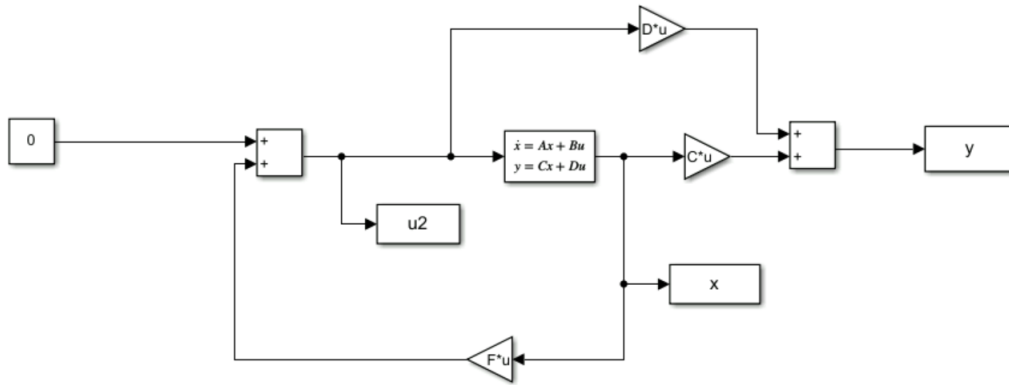 D*u
0
+
+
ẋ = Ax + Bu
y = Cx + Du
C*u
+
+
y
u2
x
F*u